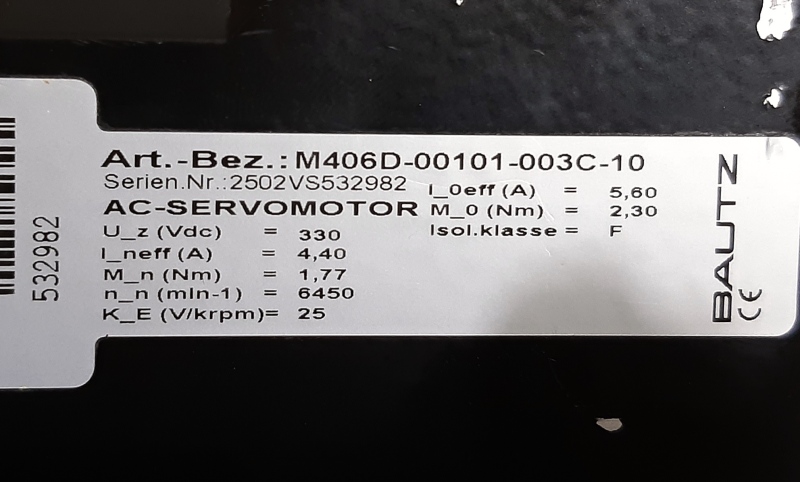 Art.-Bez.: M406D-00101-003C-10
Serien.Nr.:2502VS532982
AC-SERVOMOTOR
U_z (Vdc) = 330
I_neff (A) = 4,40
M_n (Nm) = 1,77
n_n (min-1) = 6450
K_E (V/krpm)= 25
I_0eff (A) = 5,60
M_0 (Nm) = 2,30
Isol.klasse = F
BAUTZ
CE
532982